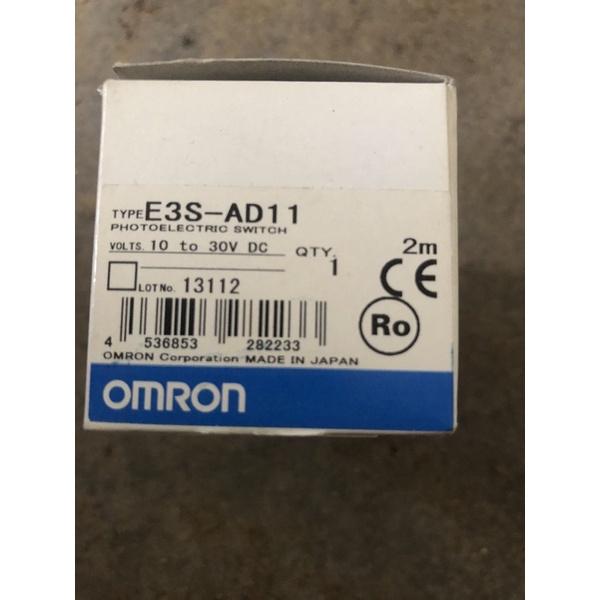 TYPE E3S-AD11
PHOTOELECTRIC SWITCH
VOLTS. 10 to 30V DC QTY. 1 2m
LOT No. 13112 CE
Ro
4 536853 282233
OMRON Corporation MADE IN JAPAN
OMRON